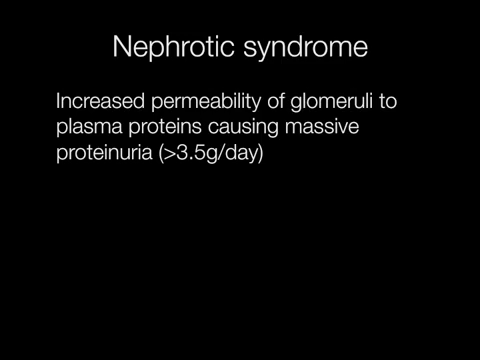 Nephrotic syndrome
Increased permeability of glomeruli to
plasma proteins causing massive
proteinuria (>3.5g/day)